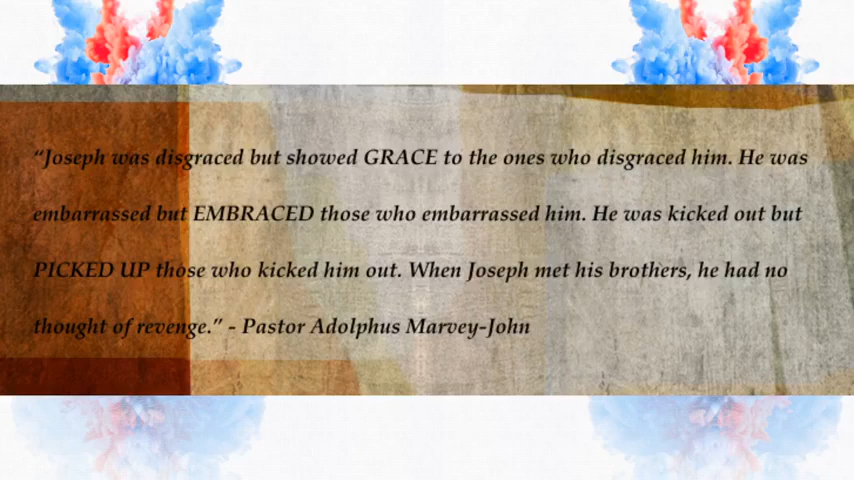 “Joseph was disgraced but showed GRACE to the ones who disgraced him. He was
embarrassed but EMBRACED those who embarrassed him. He was kicked out but
PICKED UP those who kicked him out. When Joseph met his brothers, he had no
thought of revenge.” - Pastor Adolphus Marvey-John